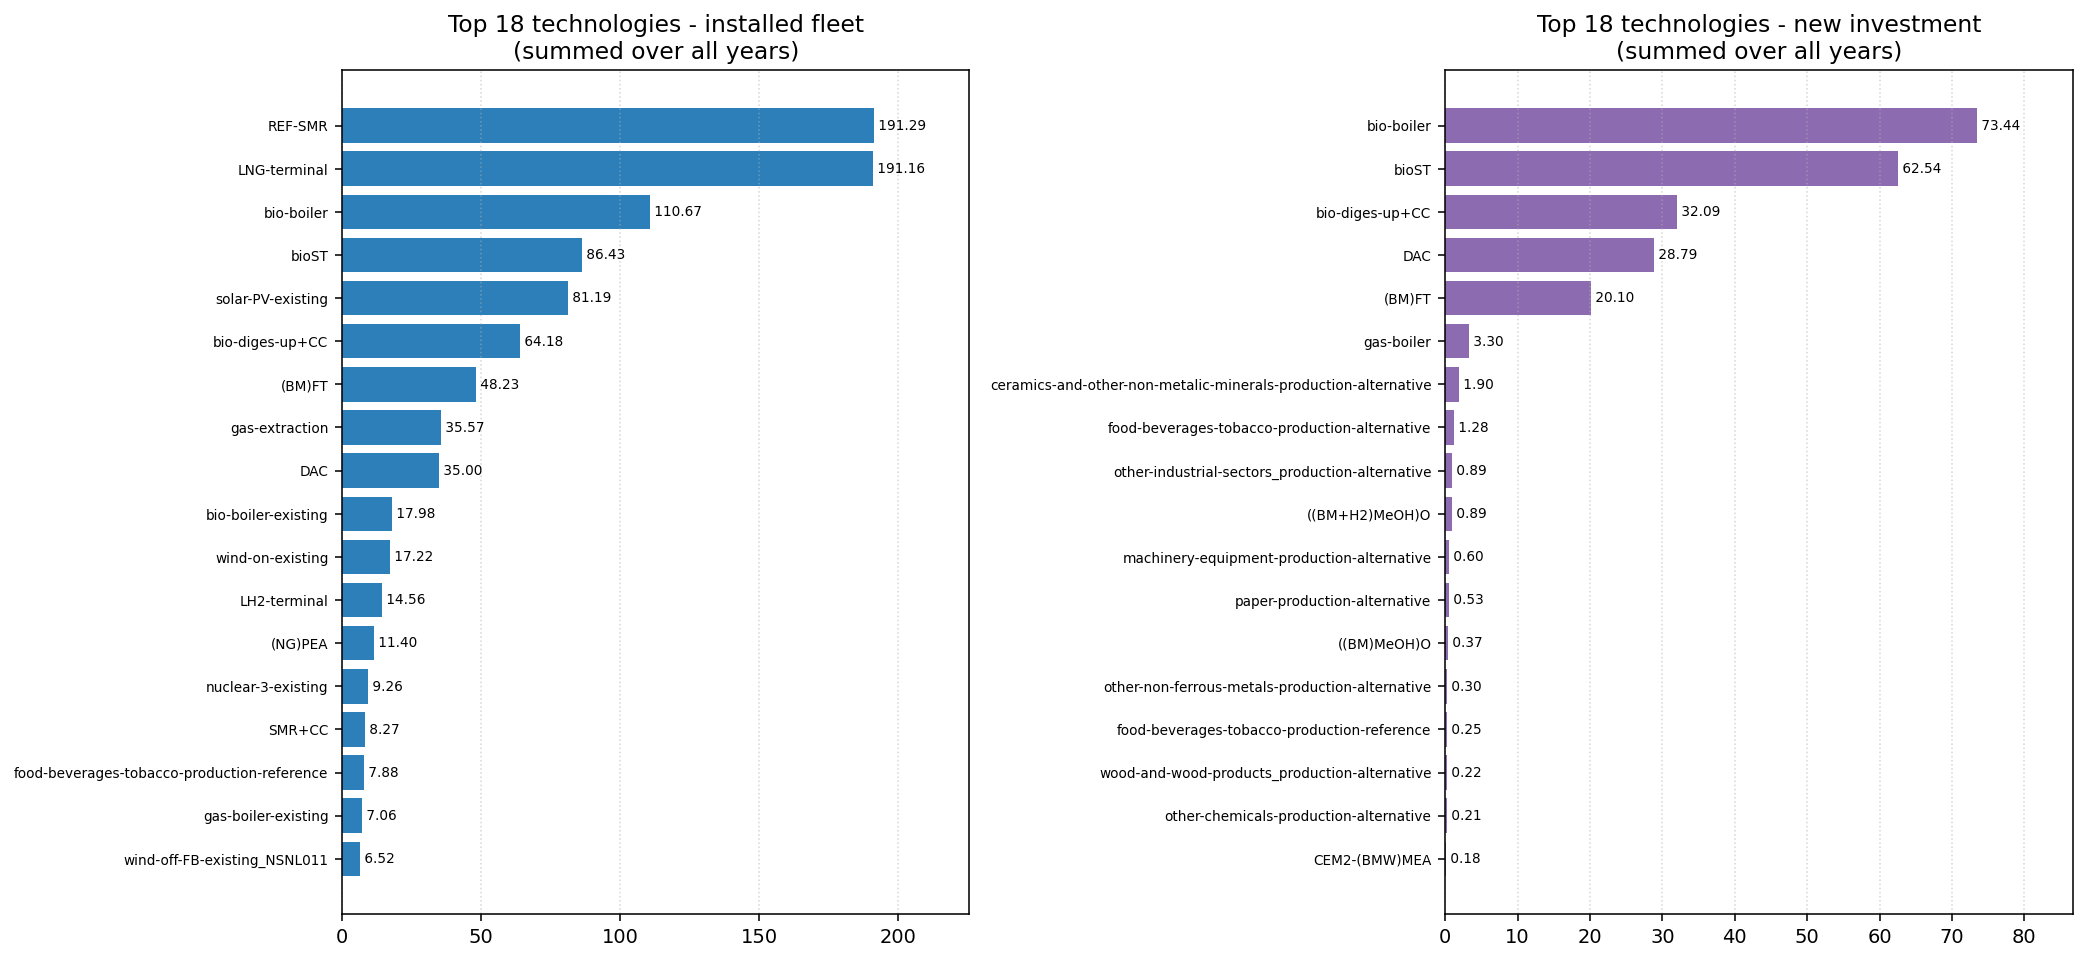 Top 18 technologies - installed fleet
(summed over all years)
REF-SMR 191.29
LNG-terminal 191.16
bio-boiler 110.67
bioST 86.43
solar-PV-existing 81.19
bio-diges-up+CC 64.18
(BM)FT 48.23
gas-extraction 35.57
DAC 35.00
bio-boiler-existing 17.98
wind-on-existing 17.22
LH2-terminal 14.56
(NG)PEA 11.40
nuclear-3-existing 9.26
SMR+CC 8.27
food-beverages-tobacco-production-reference 7.88
gas-boiler-existing 7.06
wind-off-FB-existing_NSNL011 6.52
0 50 100 150 200
Top 18 technologies - new investment
(summed over all years)
bio-boiler 73.44
bioST 62.54
bio-diges-up+CC 32.09
DAC 28.79
(BM)FT 20.10
gas-boiler 3.30
ceramics-and-other-non-metalic-minerals-production-alternative 1.90
food-beverages-tobacco-production-alternative 1.28
other-industrial-sectors_production-alternative 0.89
((BM+H2)MeOH)O 0.89
machinery-equipment-production-alternative 0.60
paper-production-alternative 0.53
((BM)MeOH)O 0.37
other-non-ferrous-metals-production-alternative 0.30
food-beverages-tobacco-production-reference 0.25
wood-and-wood-products_production-alternative 0.22
other-chemicals-production-alternative 0.21
CEM2-(BMW)MEA 0.18
0 10 20 30 40 50 60 70 80